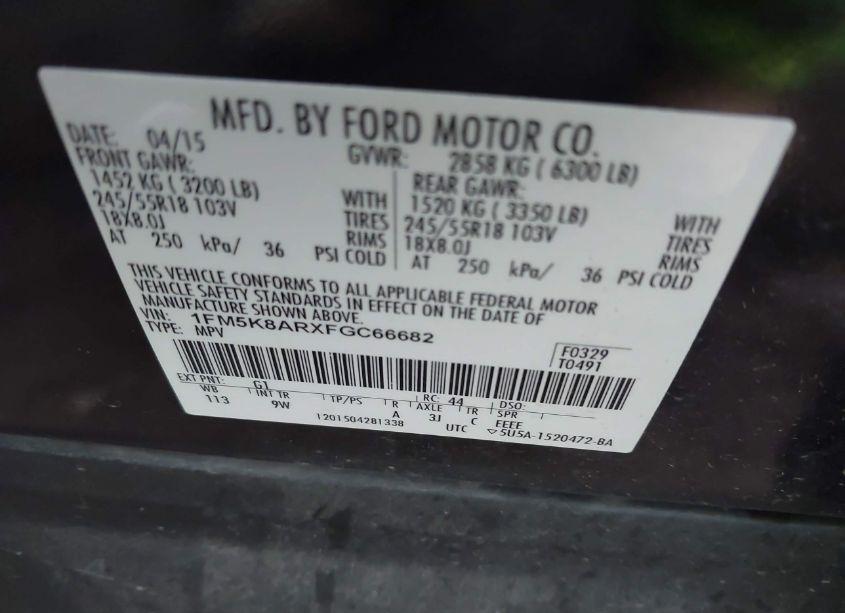 MFD. BY FORD MOTOR CO.
DATE: 04/15 GVWR: 2858 KG ( 6300 LB)
FRONT GAWR: REAR GAWR:
1452 KG ( 3200 LB) WITH 1520 KG ( 3350 LB) WITH
245/55R18 103V TIRES 245/55R18 103V TIRES
18X8.0J RIMS 18X8.0J RIMS
AT 250 kPa/ 36 PSI COLD AT 250 kPa/ 36 PSI COLD
THIS VEHICLE CONFORMS TO ALL APPLICABLE FEDERAL MOTOR
VEHICLE SAFETY STANDARDS IN EFFECT ON THE DATE OF
MANUFACTURE SHOWN ABOVE.
VIN: 1FM5K8ARXFGC66682
TYPE: MPV
F0329
T0491
EXT PNT: G1 RC: 44 DSO:
WB INT TR TP/PS R AXLE TR SPR
113 9W A 3J C EEEE
1201504281338 UTC ▽5U5A-1520472-BA